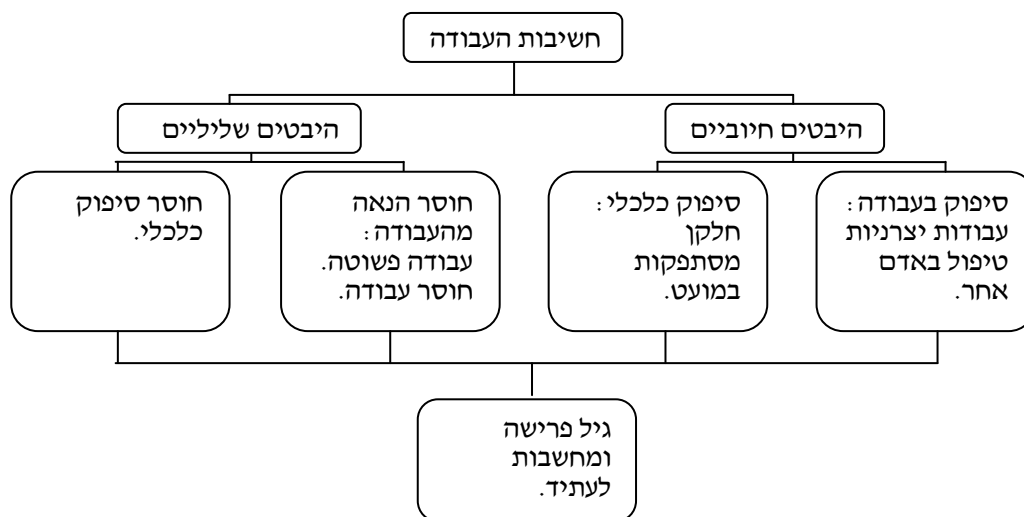 חשיבות העבודה
היבטים חיוביים
היבטים שליליים
סיפוק בעבודה:
עבודות יצרניות
טיפול באדם
אחר.
סיפוק כלכלי:
חלקן
מסתפקות
במועט.
חוסר הנאה
מהעבודה:
עבודה פשוטה.
חוסר עבודה.
חוסר סיפוק
כלכלי.
גיל פרישה
ומחשבות
לעתיד.